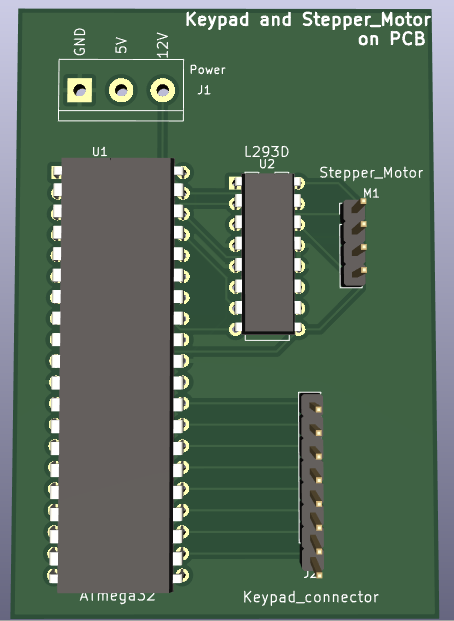 Keypad and Stepper_Motor
on PCB
GND
5V
12V
Power
J1
U1
L293D
U2
Stepper_Motor
M1
J2
ATmega32
Keypad_connector